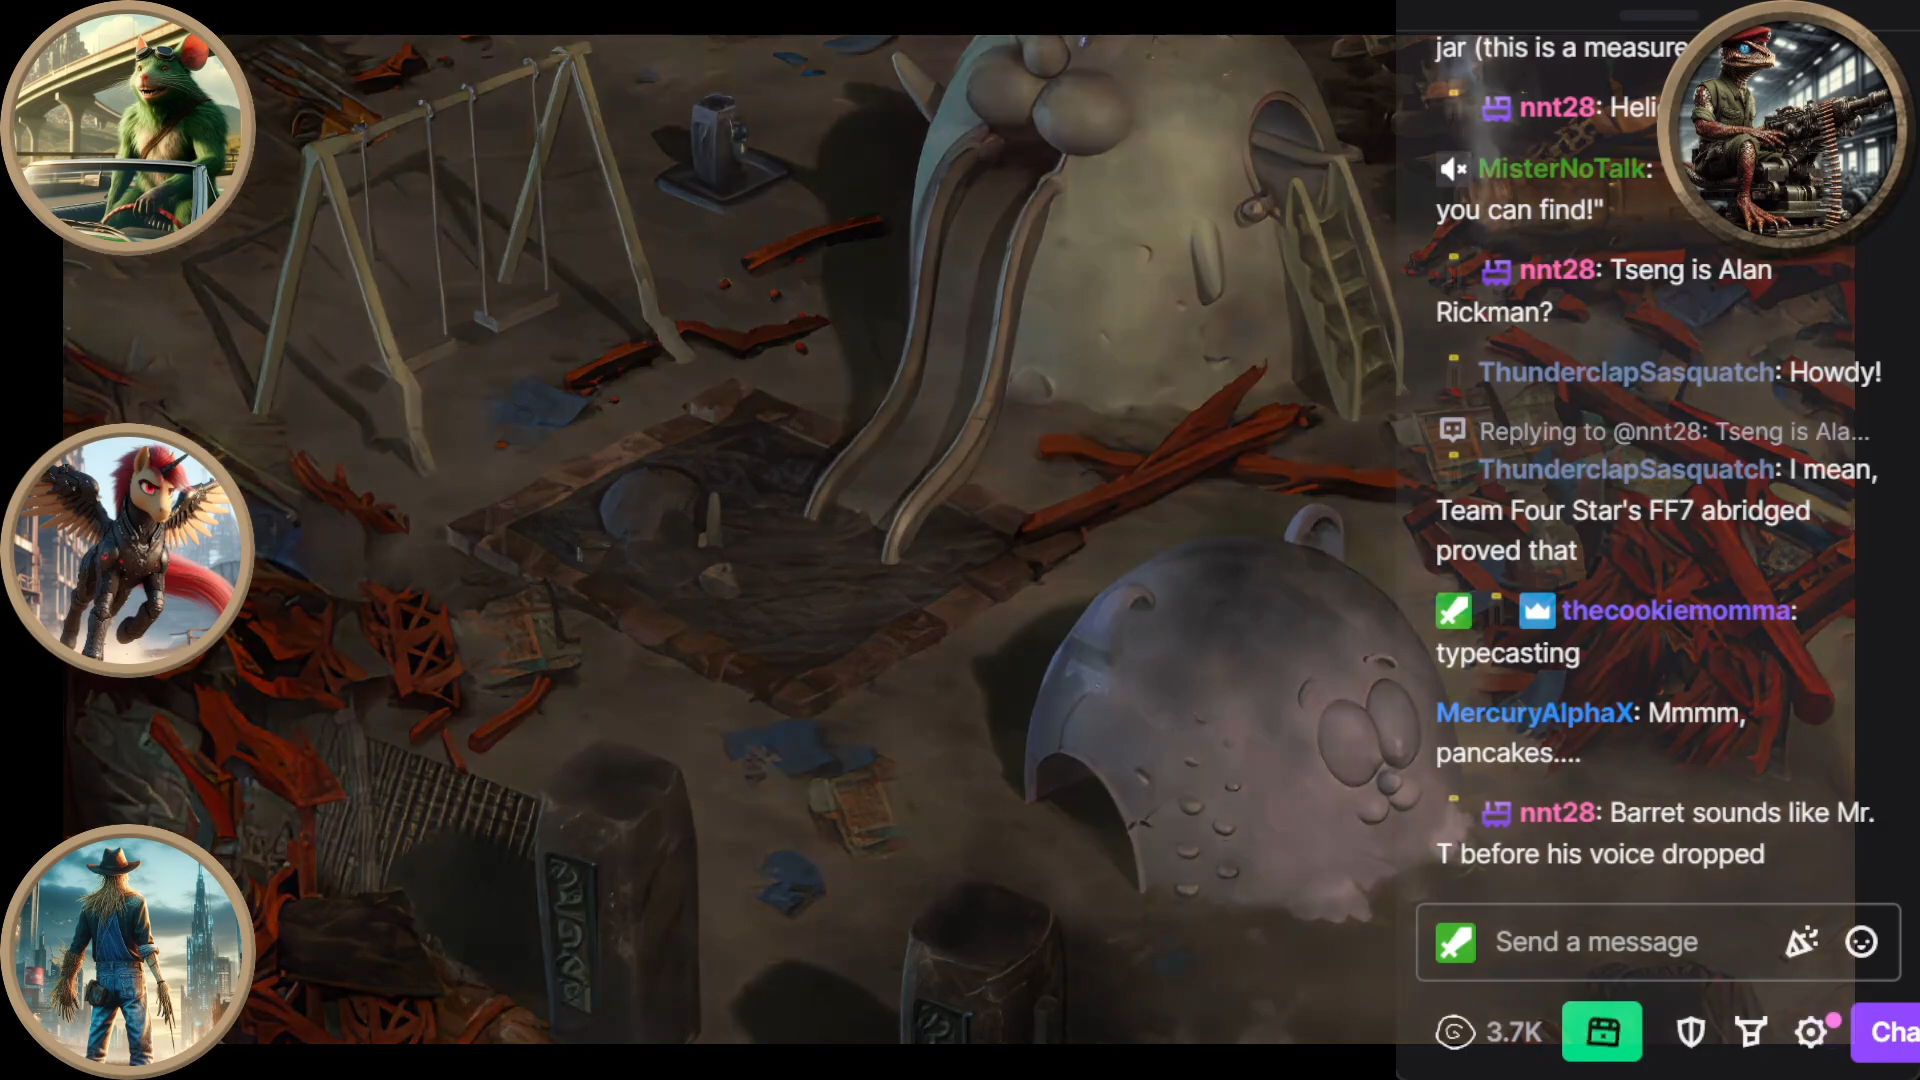 jar (this is a measure
nnt28: Heli
MisterNoTalk:
you can find!"
nnt28: Tseng is Alan
Rickman?
ThunderclapSasquatch: Howdy!
Replying to @nnt28: Tseng is Ala...
ThunderclapSasquatch: I mean,
Team Four Star's FF7 abridged
proved that
thecookiemomma:
typecasting
MercuryAlphaX: Mmmm,
pancakes....
nnt28: Barret sounds like Mr.
T before his voice dropped
Send a message
3.7K
Cha